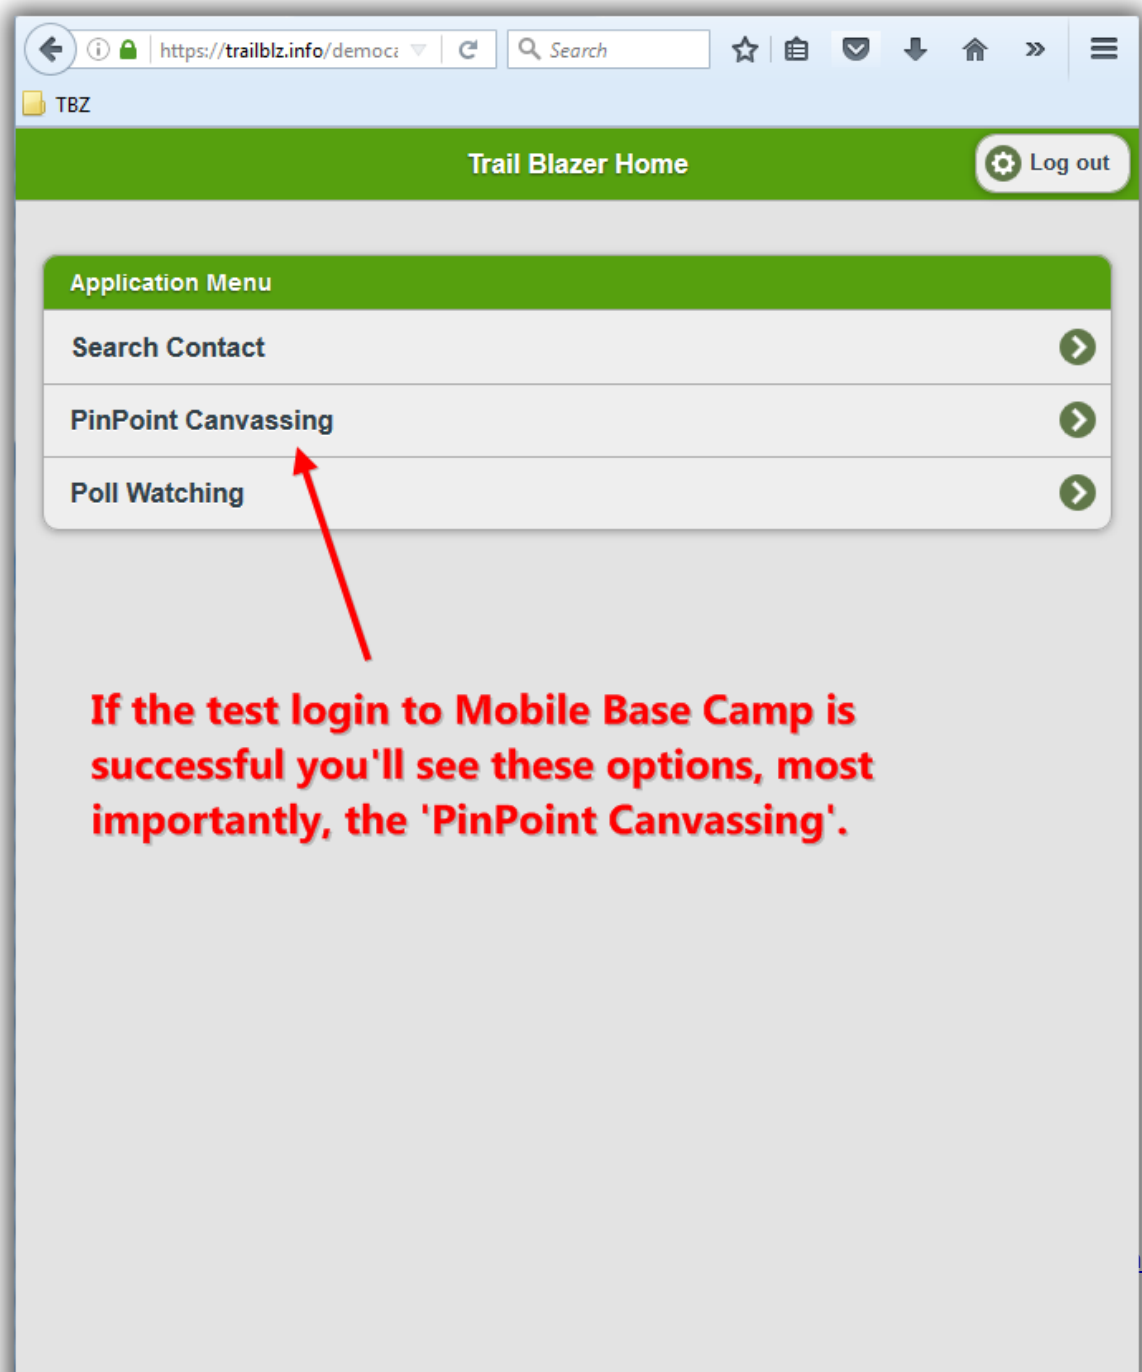 https://trailblz.info/democa
Search
TBZ
Trail Blazer Home
Log out
Application Menu
Search Contact
PinPoint Canvassing
Poll Watching
If the test login to Mobile Base Camp is
successful you'll see these options, most
importantly, the 'PinPoint Canvassing'.